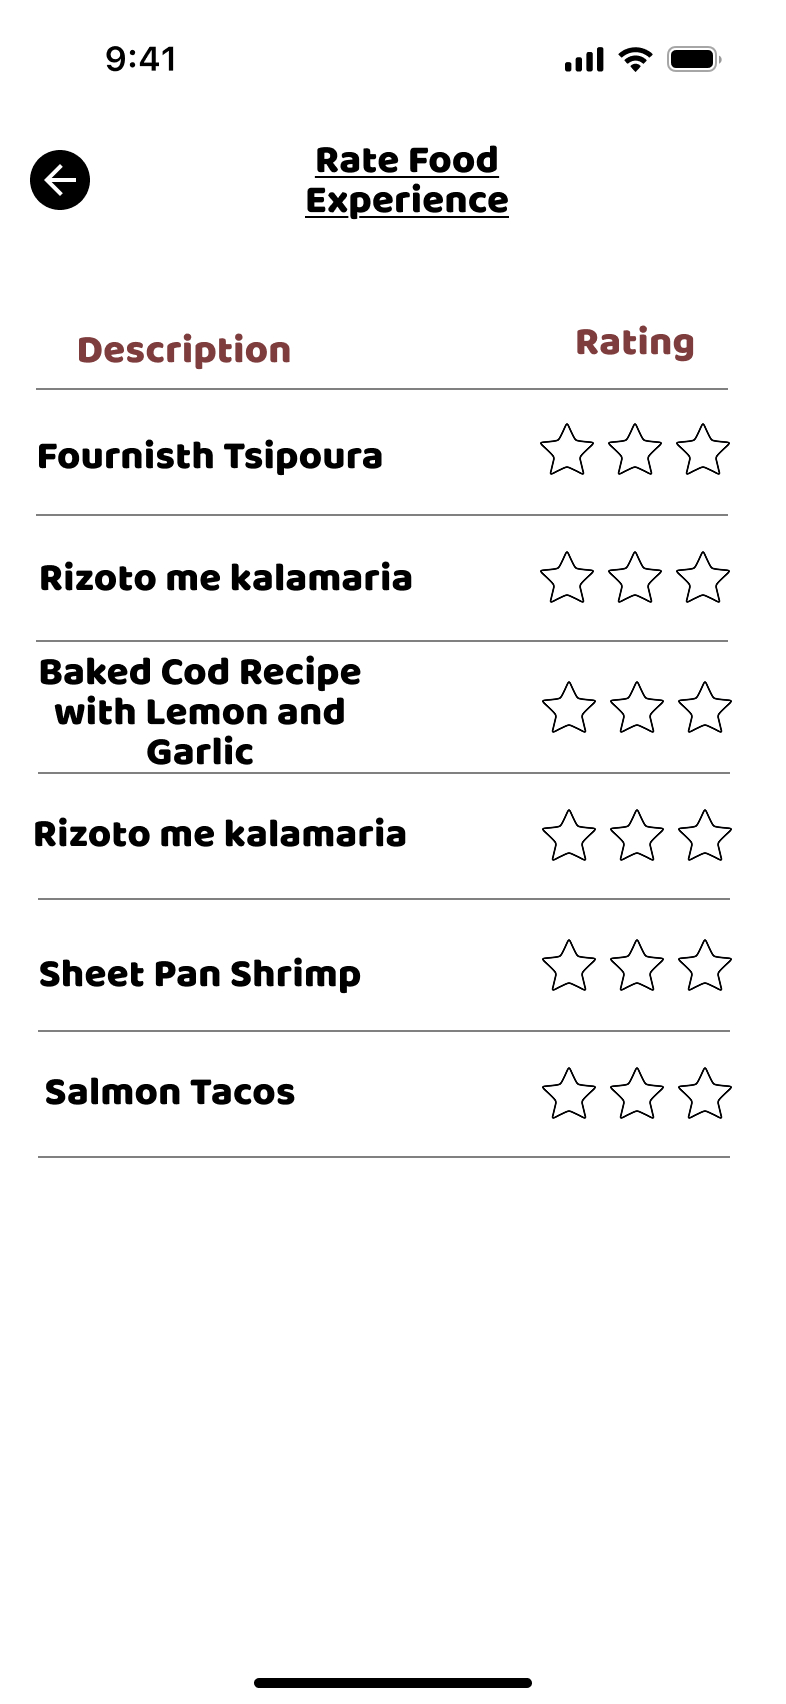 9:41
Rate Food
Experience
Description
Rating
Fournisth Tsipoura
Rizoto me kalamaria
Baked Cod Recipe
with Lemon and
Garlic
Rizoto me kalamaria
Sheet Pan Shrimp
Salmon Tacos